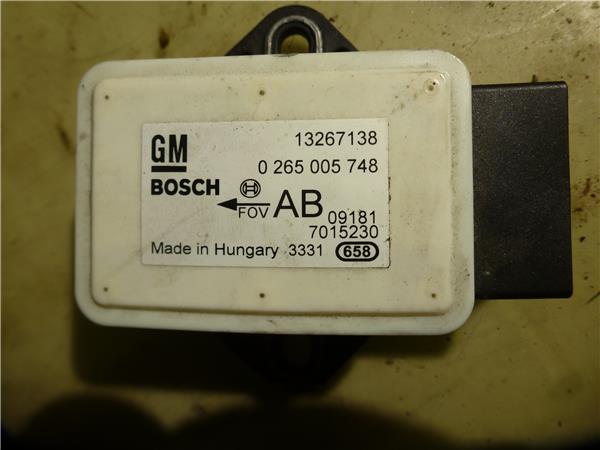 GM 13267138
BOSCH 0 265 005 748
FOV AB 09181
7015230
Made in Hungary 3331 658